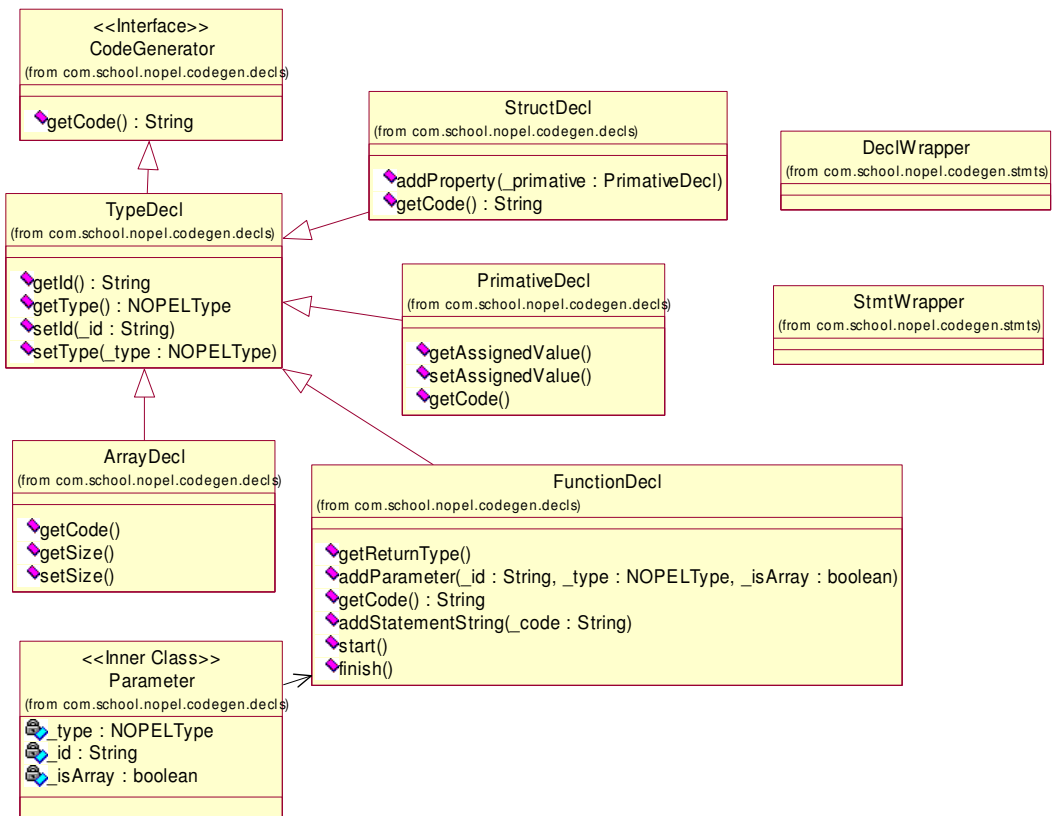 <<Interface>>
CodeGenerator
(from com.school.nopel.codegen.decls)
getCode() : String
StructDecl
(from com.school.nopel.codegen.decls)
addProperty(_primative : PrimativeDecl)
getCode() : String
DeclWrapper
(from com.school.nopel.codegen.stmts)
TypeDecl
(from com.school.nopel.codegen.decls)
getId() : String
getType() : NOPELType
setId(_id : String)
setType(_type : NOPELType)
PrimativeDecl
(from com.school.nopel.codegen.decls)
getAssignedValue()
setAssignedValue()
getCode()
StmtWrapper
(from com.school.nopel.codegen.stmts)
ArrayDecl
(from com.school.nopel.codegen.decls)
getCode()
getSize()
setSize()
FunctionDecl
(from com.school.nopel.codegen.decls)
getReturnType()
addParameter(_id : String, _type : NOPELType, _isArray : boolean)
getCode() : String
addStatementString(_code : String)
start()
finish()
<<Inner Class>>
Parameter
(from com.school.nopel.codegen.decls)
_type : NOPELType
_id : String
_isArray : boolean